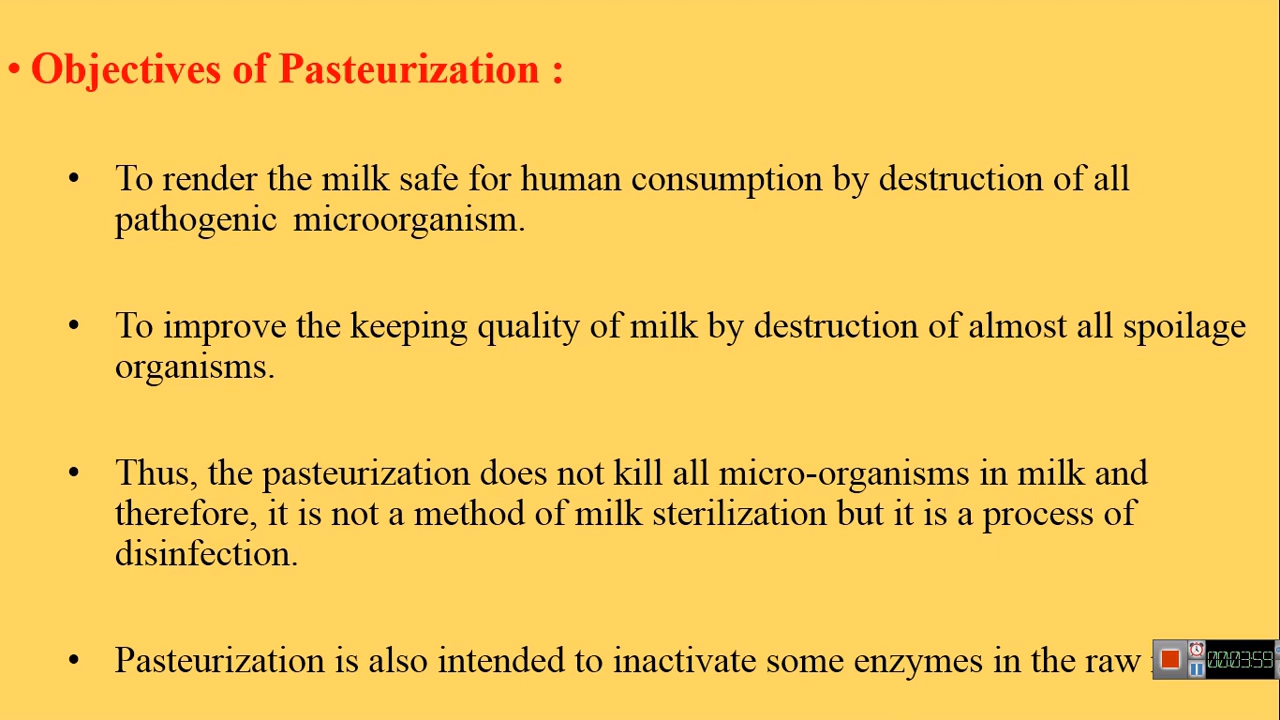 • Objectives of Pasteurization :
• To render the milk safe for human consumption by destruction of all
pathogenic microorganism.
• To improve the keeping quality of milk by destruction of almost all spoilage
organisms.
• Thus, the pasteurization does not kill all micro-organisms in milk and
therefore, it is not a method of milk sterilization but it is a process of
disinfection.
• Pasteurization is also intended to inactivate some enzymes in the raw
00:03:59